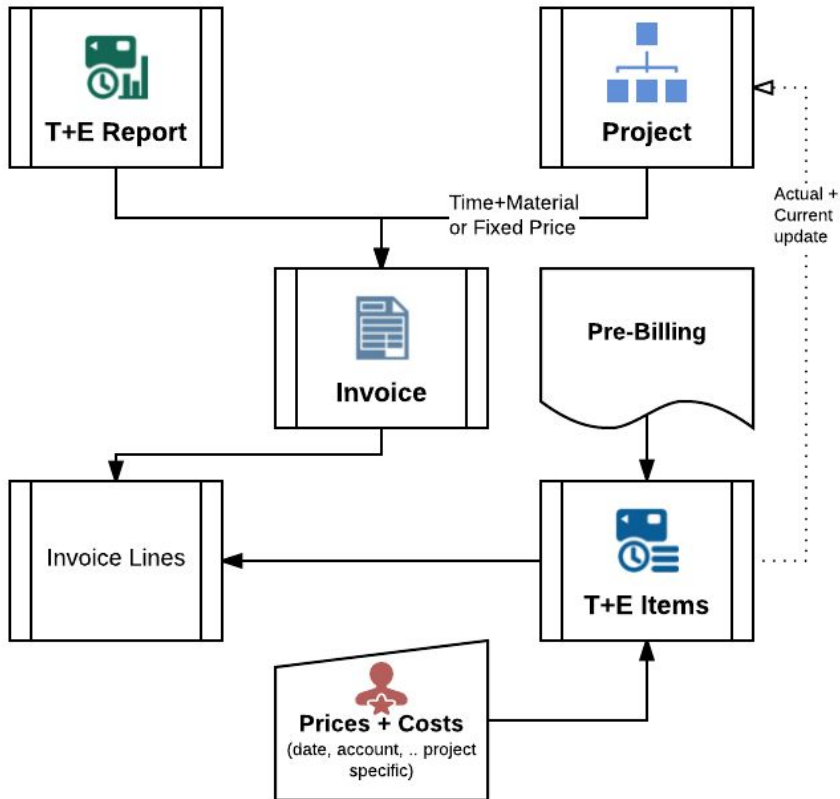 T+E Report
Project
Time+Material
or Fixed Price
Actual +
Current
update
Invoice
Pre-Billing
Invoice Lines
T+E Items
Prices + Costs
(date, account, .. project
specific)